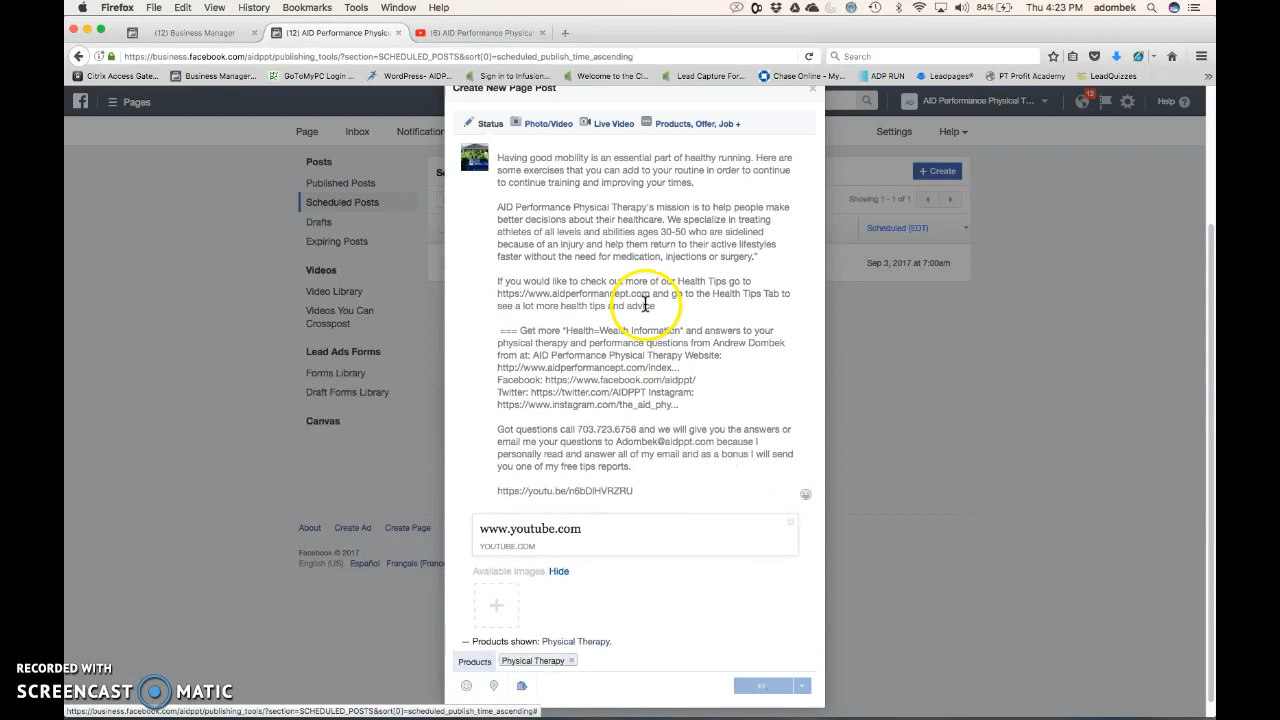 Firefox File Edit View History Bookmarks Tools Window Help 84% Thu 4:23 PM adombek
(12) Business Manager × (12) AID Performance Physic... × (6) AID Performance Physical... × +
https://business.facebook.com/aidppt/publishing_tools/?section=SCHEDULED_POSTS&sort[0]=scheduled_publish_time_ascending Search
Citrix Access Gate... Business Manager... GoToMyPC Login ... WordPress- AIDP... Sign in to Infusion... Welcome to the Cl... Lead Capture For... Chase Online - My... ADP RUN Leadpages® PT Profit Academy LeadQuizzes
Pages AID Performance Physical T... 12 Help
Create New Page Post ×
Page Inbox Notification Settings Help
Status Photo/Video Live Video Products, Offer, Job +
Posts
Published Posts
Scheduled Posts
Drafts
Expiring Posts
Videos
Video Library
Videos You Can
Crosspost
Lead Ads Forms
Forms Library
Draft Forms Library
Canvas
+ Create
Showing 1 - 1 of 1
Scheduled (EDT)
Sep 3, 2017 at 7:00am
Having good mobility is an essential part of healthy running. Here are
some exercises that you can add to your routine in order to continue
to continue training and improving your times.
AID Performance Physical Therapy's mission is to help people make
better decisions about their healthcare. We specialize in treating
athletes of all levels and abilities ages 30-50 who are sidelined
because of an injury and help them return to their active lifestyles
faster without the need for medication, injections or surgery."
If you would like to check our more of our Health Tips go to
https://www.aidperformancept.com and go to the Health Tips Tab to
see a lot more health tips and advice
=== Get more "Health=Wealth Information" and answers to your
physical therapy and performance questions from Andrew Dombek
from at: AID Performance Physical Therapy Website:
http://www.aidperformancept.com/index...
Facebook: https://www.facebook.com/aidppt/
Twitter: https://twitter.com/AIDPPT Instagram:
https://www.instagram.com/the_aid_phy...
Got questions call 703.723.6758 and we will give you the answers or
email me your questions to Adombek@aidppt.com because I
personally read and answer all of my email and as a bonus I will send
you one of my free tips reports.
https://youtu.be/n6bDlHVRZRU
www.youtube.com
YOUTUBE.COM
Available images Hide
Products shown: Physical Therapy.
Products Physical Therapy ×
About Create Ad Create Page
Facebook © 2017
English (US) Español Français (France
RECORDED WITH
SCREENCAST MATIC
https://business.facebook.com/aidppt/publishing_tools/?section=SCHEDULED_POSTS&sort[0]=scheduled_publish_time_ascending#